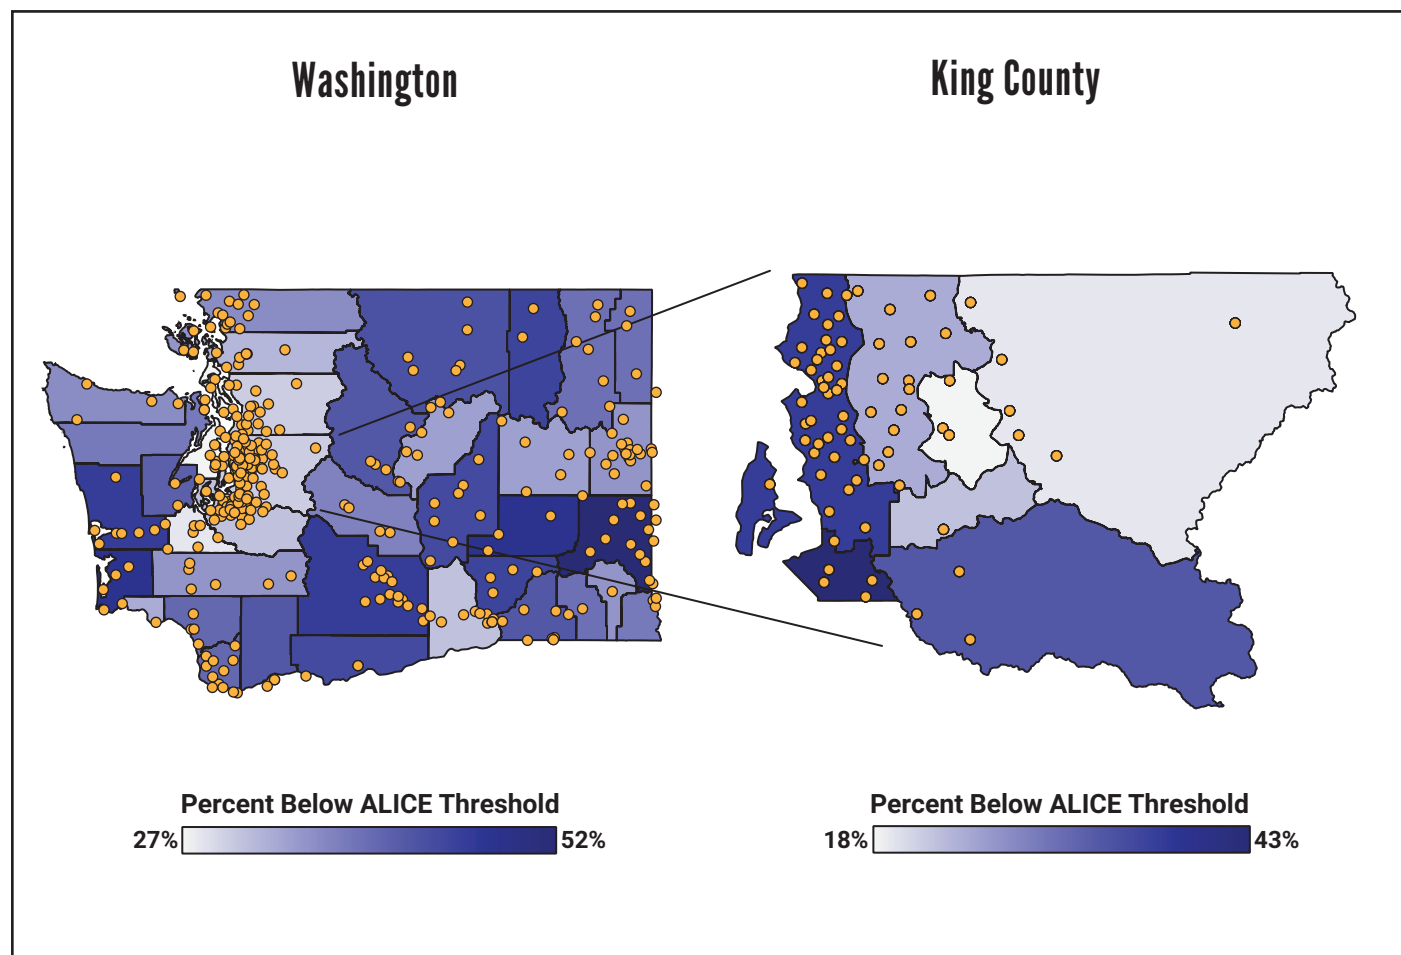 Washington
King County
Percent Below ALICE Threshold
27% 52%
Percent Below ALICE Threshold
18% 43%